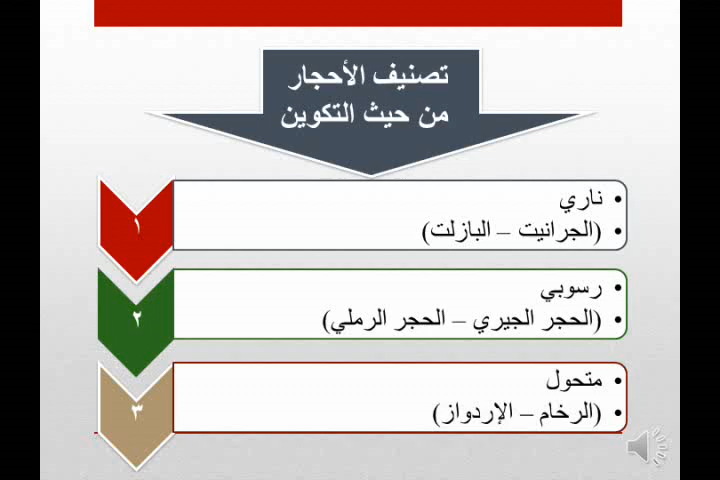 تصنيف الأحجار
من حيث التكوين
١
• ناري
• (الجرانيت – البازلت)
٢
• رسوبي
• (الحجر الجيري – الحجر الرملي)
٣
• متحول
• (الرخام – الإردواز)